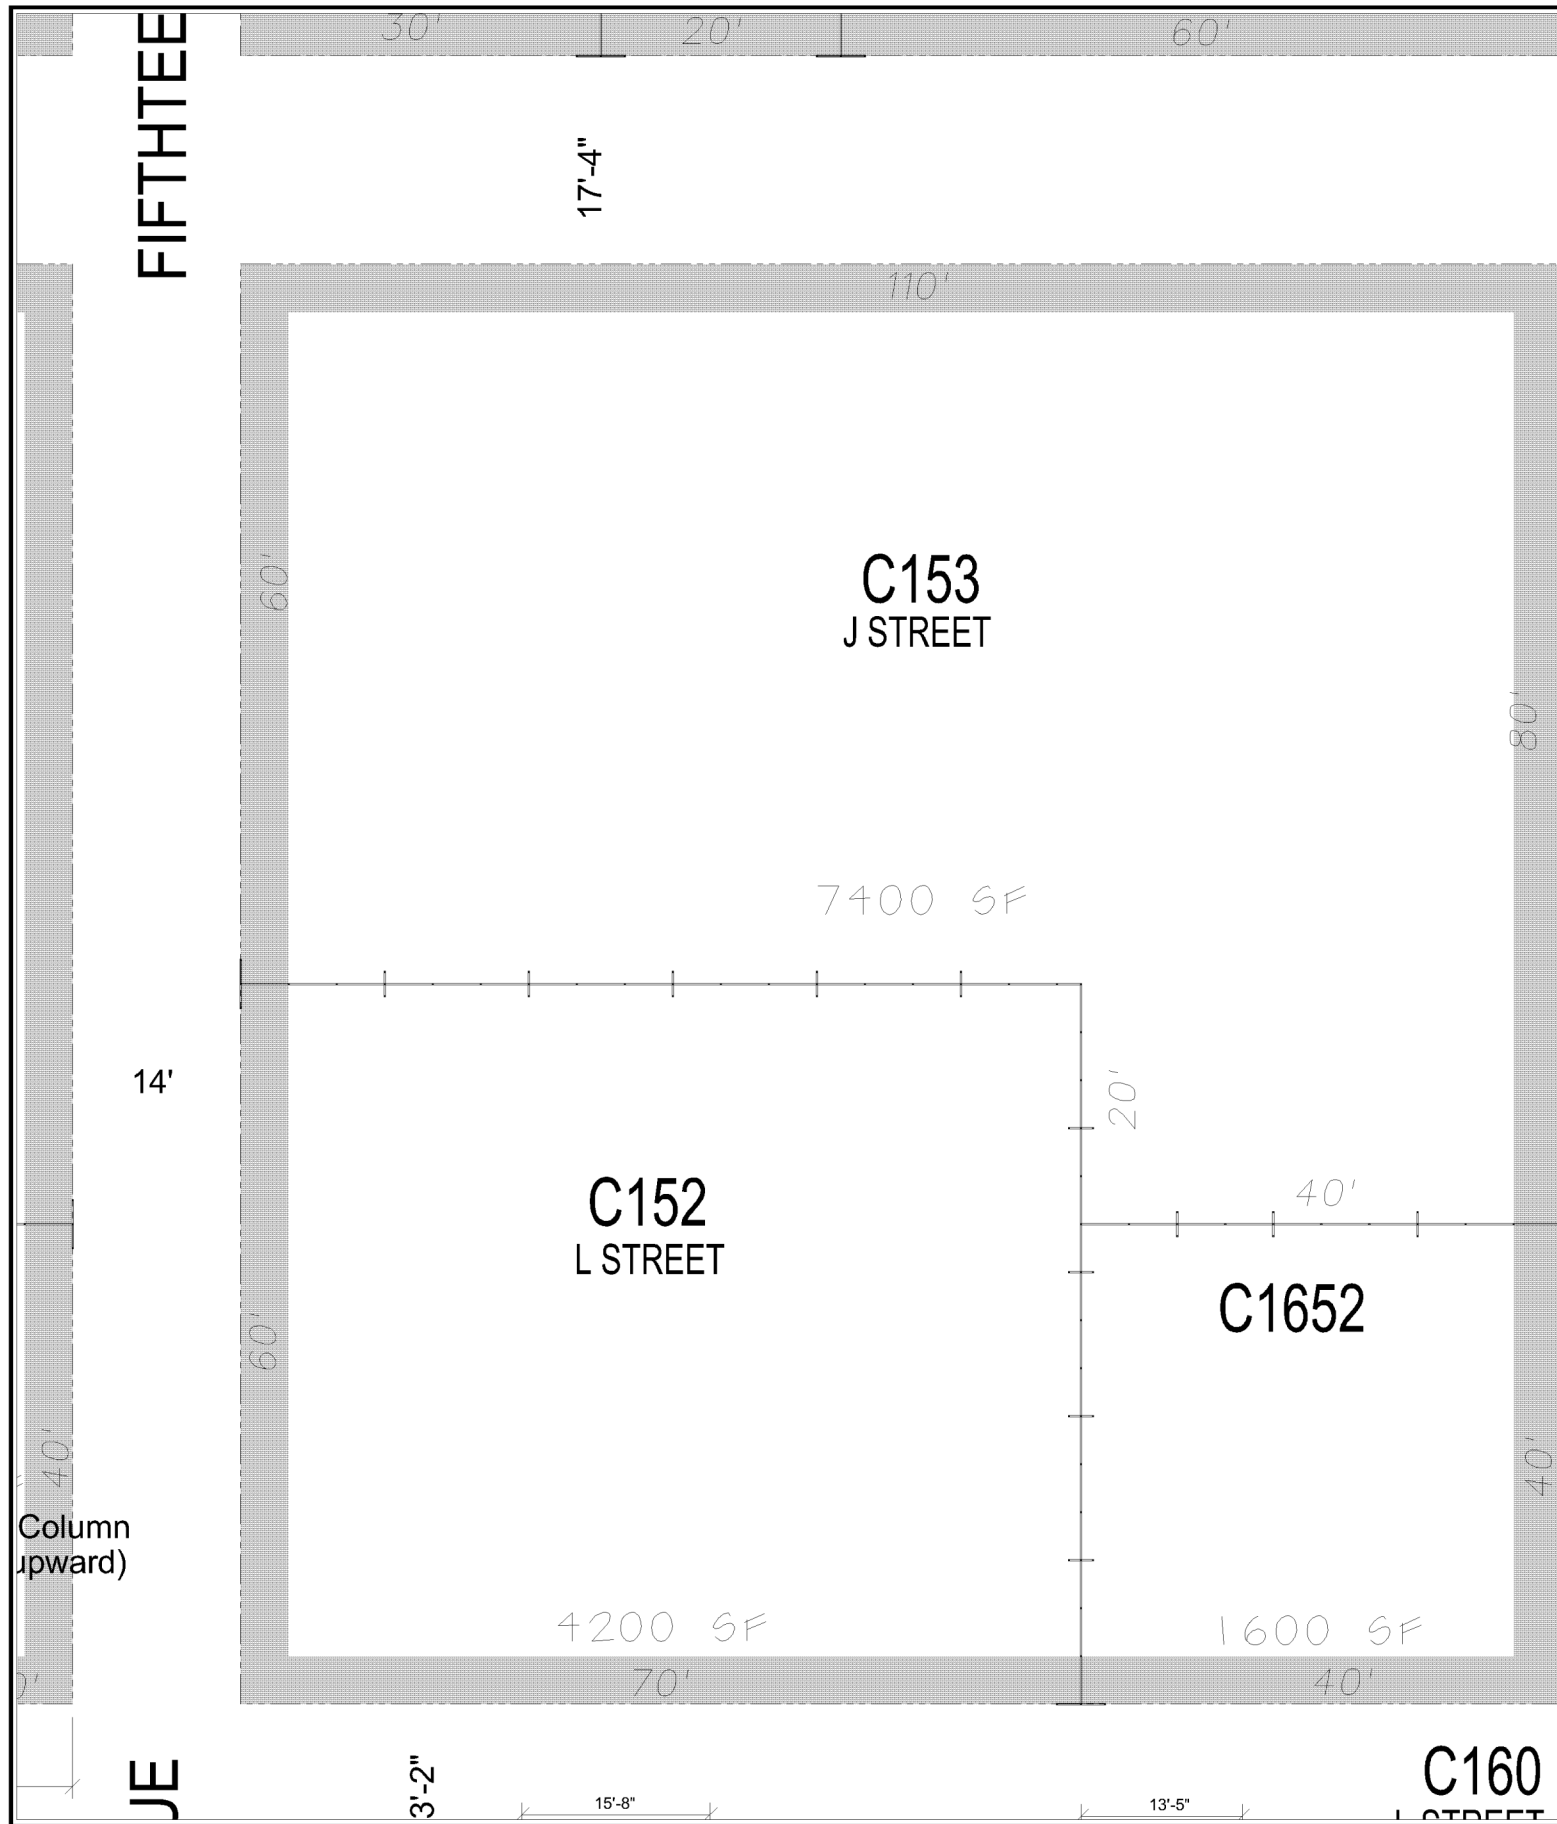 30'
20'
60'
FIFTHTEE
17'-4"
110'
60'
C153
J STREET
80'
7400 SF
14'
20'
C152
L STREET
40'
C1652
60'
40'
40'
Column
upward)
4200 SF
1600 SF
70'
40'
UE
3'-2"
15'-8"
13'-5"
C160
L STREET